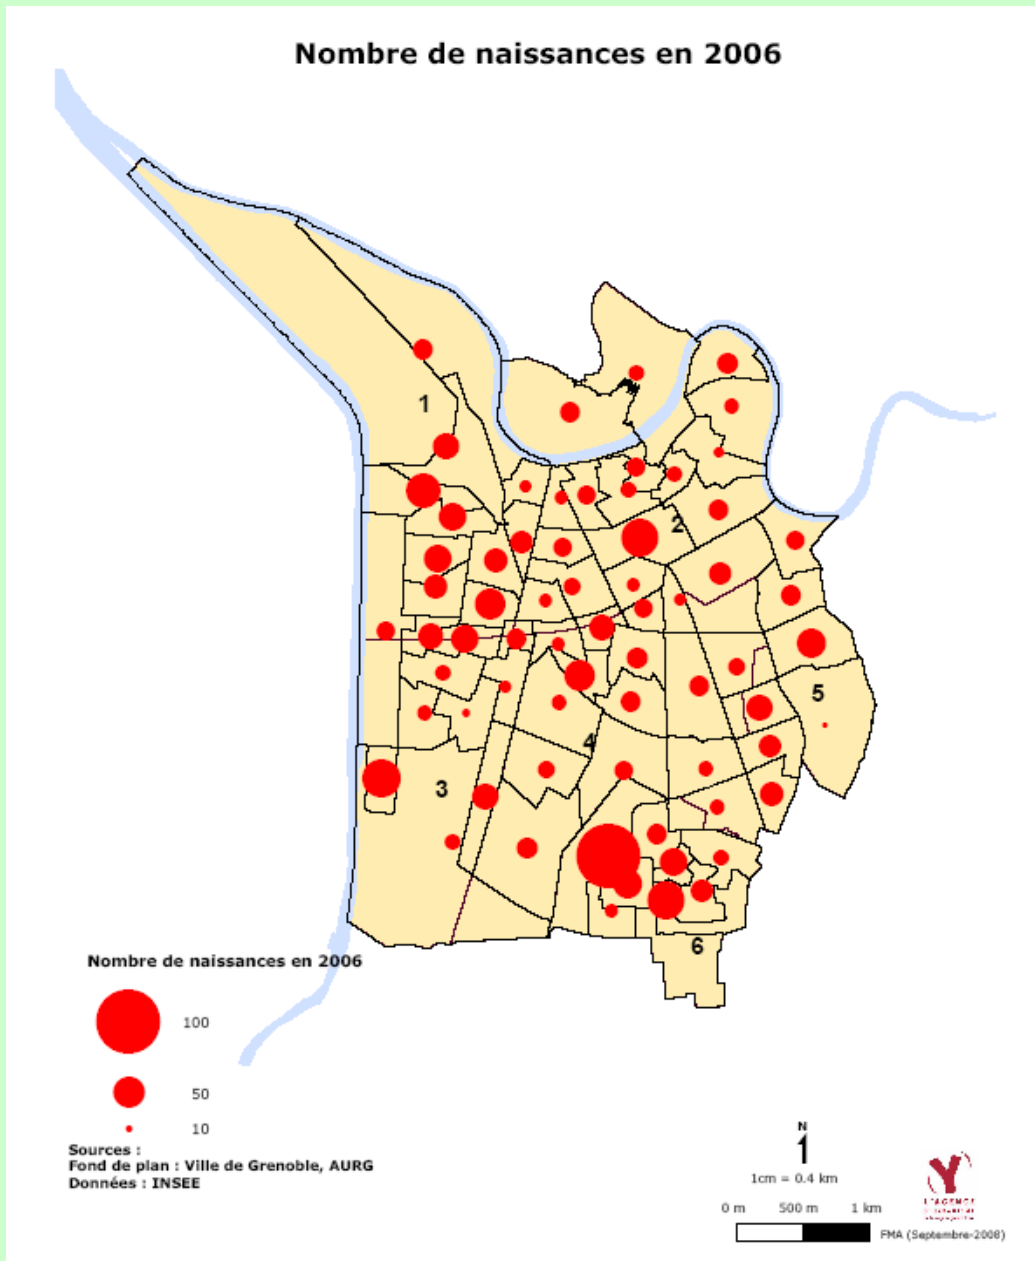 Nombre de naissances en 2006
1
2
5
4
3
6
Nombre de naissances en 2006
100
50
10
Sources :
Fond de plan : Ville de Grenoble, AURG
Données : INSEE
N
1cm = 0.4 km
0 m 500 m 1 km
FMA (Septembre-2008)
L'AGENCE